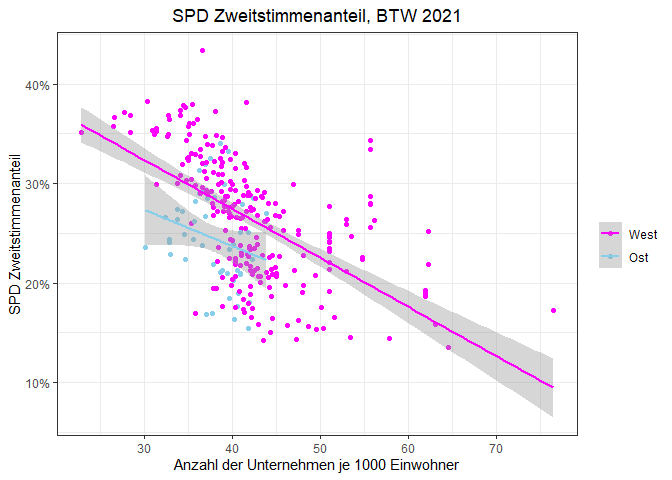 SPD Zweitstimmenanteil, BTW 2021
40%
30%
20%
10%
SPD Zweitstimmenanteil
30
40
50
60
70
Anzahl der Unternehmen je 1000 Einwohner
West
Ost